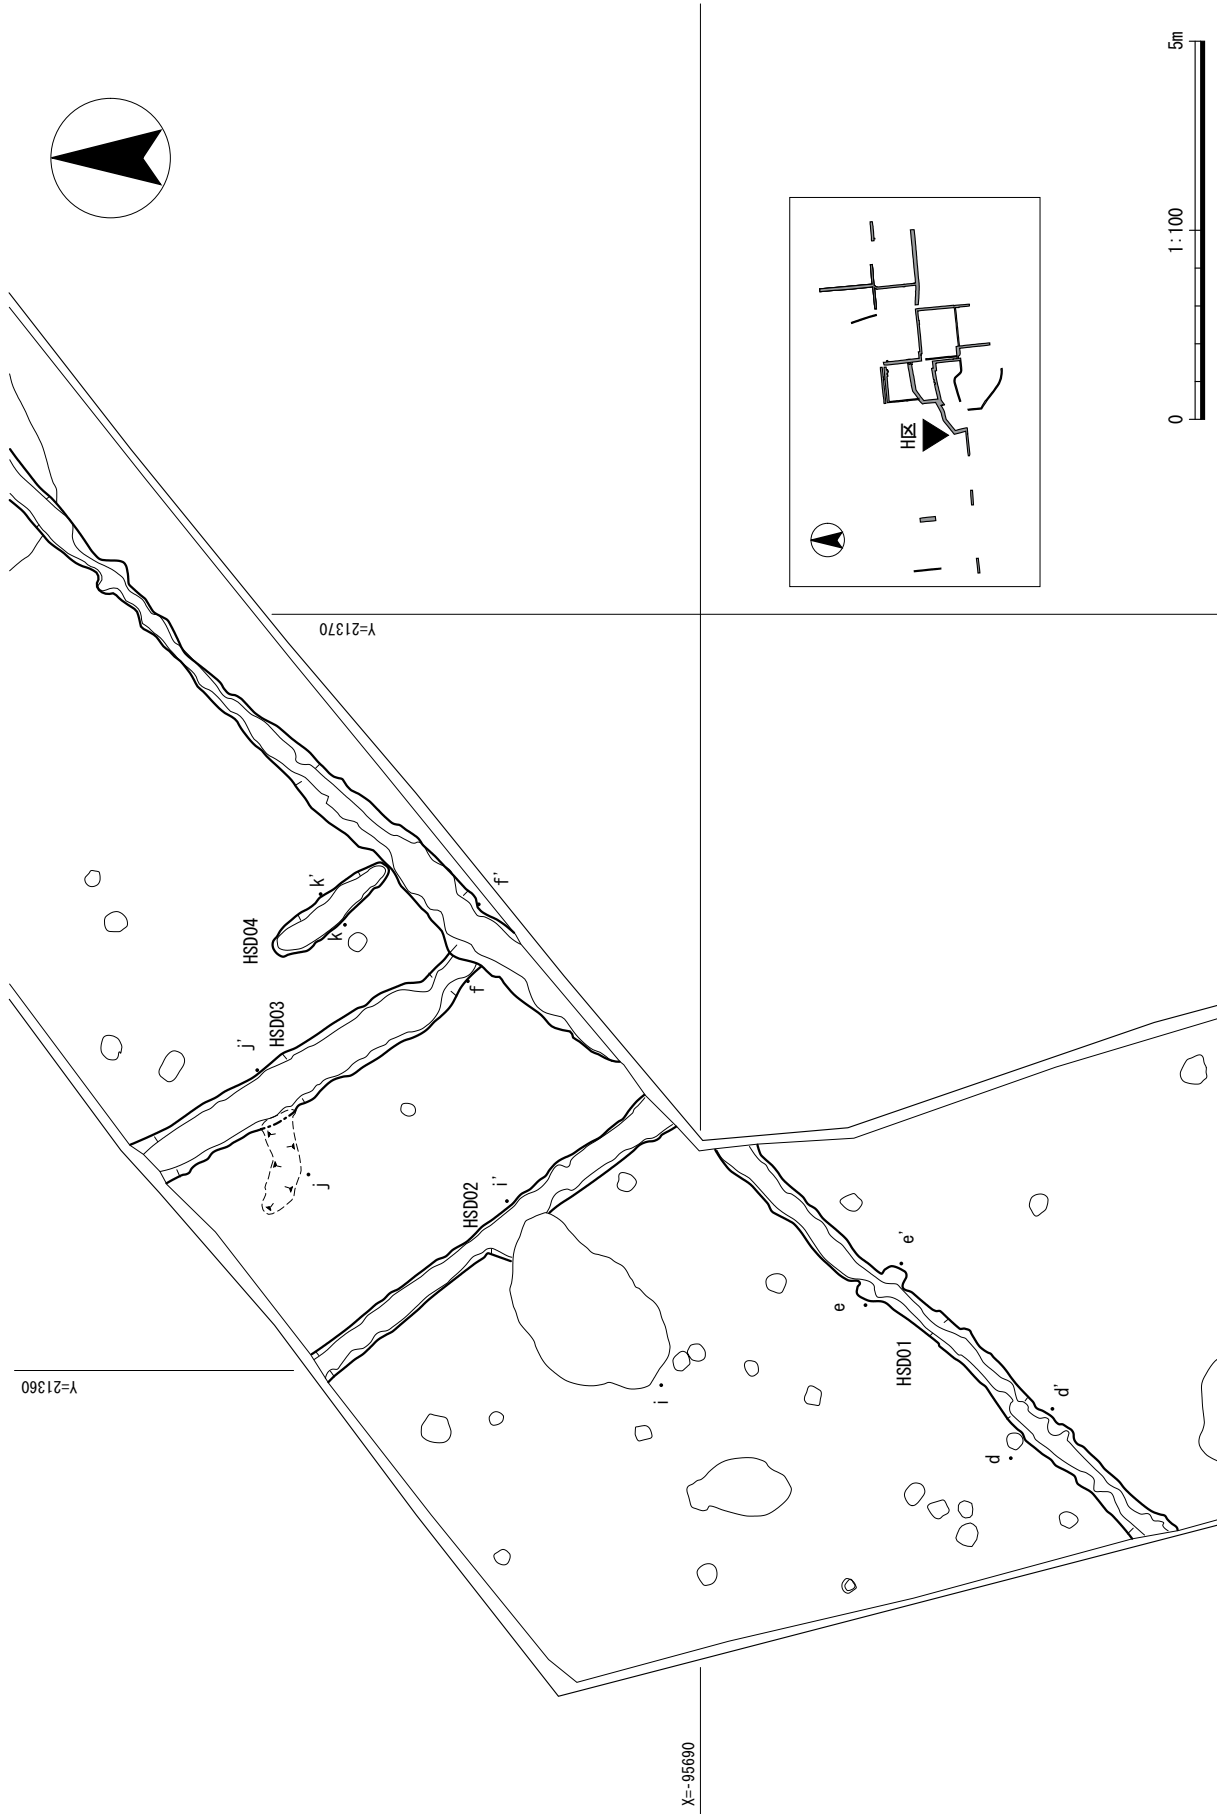 5m
1:100
0
H区
Y=21370
k'
HSD04
k
f'
f
j'
HSD03
j
i'
HSD02
i
e'
e
HSD01
d'
d
Y=21360
X=-95690